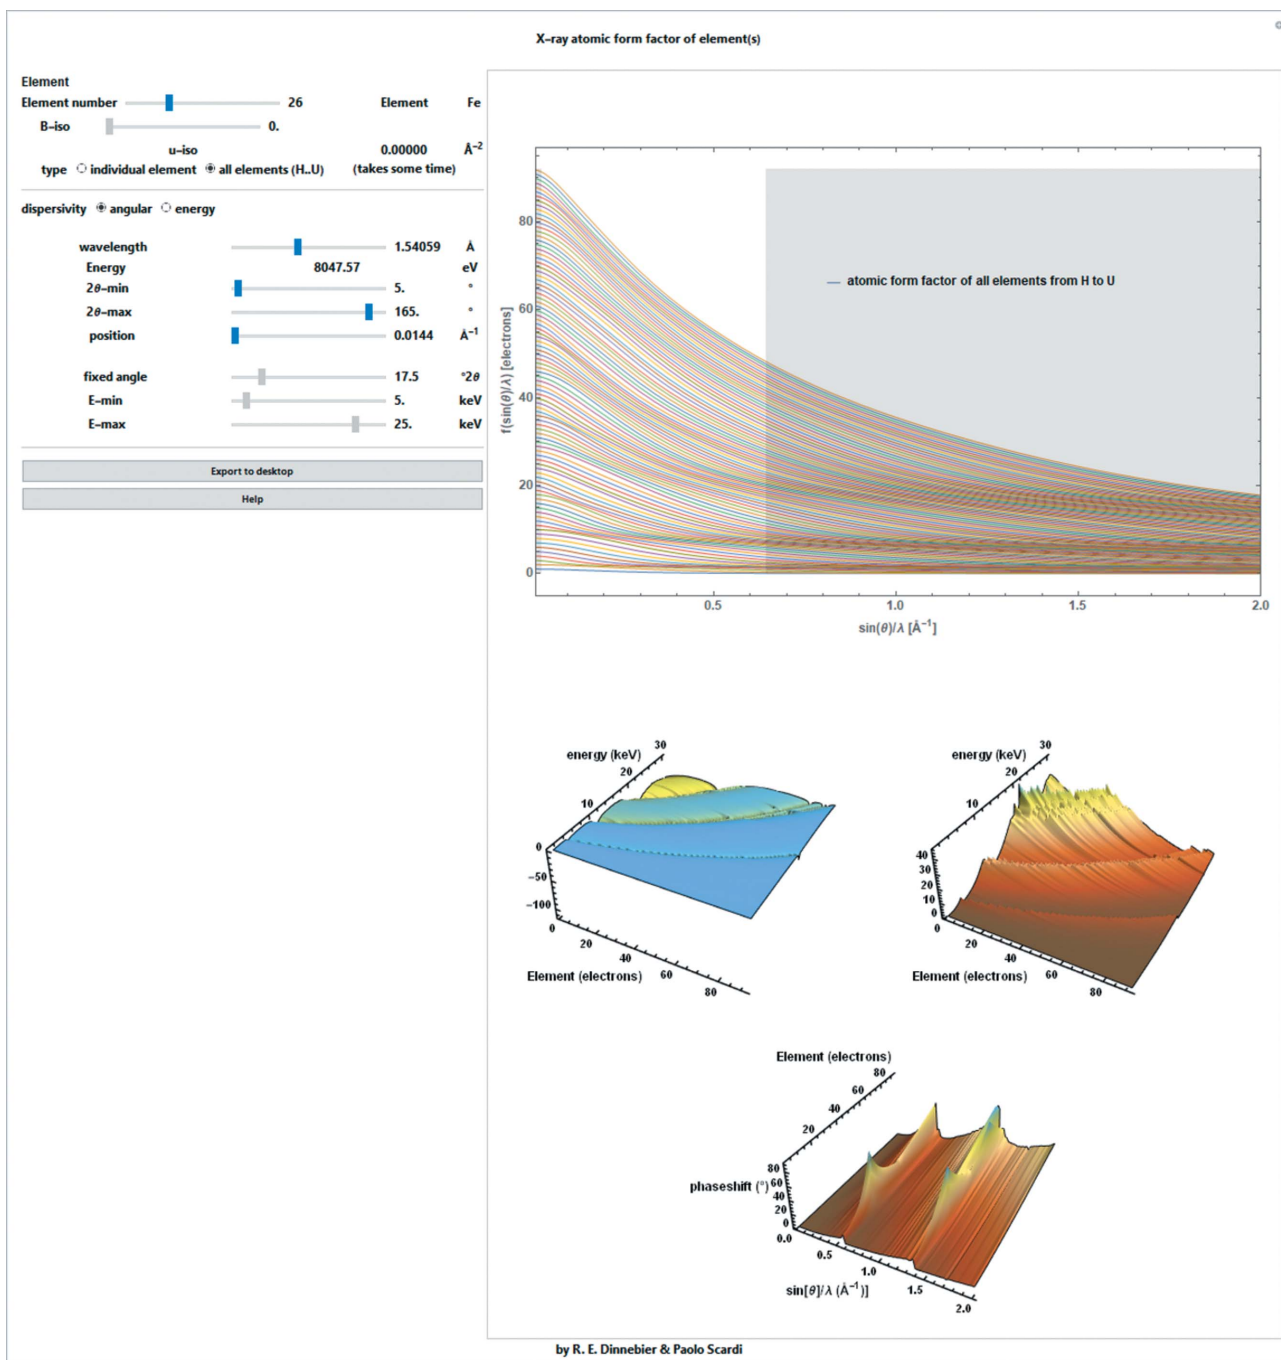 X-ray atomic form factor of element(s)
Element
Element number 26 Element Fe
B-iso 0.
u-iso 0.00000 Å⁻²
type individual element all elements (H..U) (takes some time)
dispersivity angular energy
wavelength 1.54059 Å
Energy 8047.57 eV
2θ-min 5. °
2θ-max 165. °
position 0.0144 Å⁻¹
fixed angle 17.5 °2θ
E-min 5. keV
E-max 25. keV
Export to desktop
Help
f(sin(θ)/λ) [electrons]
80
60
40
20
0
atomic form factor of all elements from H to U
0.5 1.0 1.5 2.0
sin(θ)/λ [Å⁻¹]
energy (keV)
30
20
10
0
-50
-100
0 20 40 60 80
Element (electrons)
energy (keV)
30
20
10
40
30
20
10
0
0 20 40 60 80
Element (electrons)
Element (electrons)
80
60
40
20
phaseshift (°)
80
60
40
20
0
0.0 0.5 1.0 1.5 2.0
sin[θ]/λ (Å⁻¹)]
by R. E. Dinnebier & Paolo Scardi